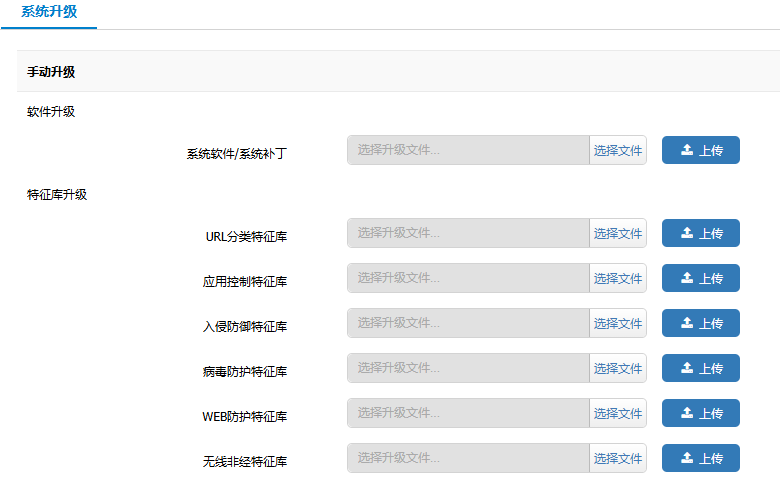 系统升级
手动升级
软件升级
系统软件/系统补丁 选择升级文件... 选择文件 上传
特征库升级
URL分类特征库 选择升级文件... 选择文件 上传
应用控制特征库 选择升级文件... 选择文件 上传
入侵防御特征库 选择升级文件... 选择文件 上传
病毒防护特征库 选择升级文件... 选择文件 上传
WEB防护特征库 选择升级文件... 选择文件 上传
无线非经特征库 选择升级文件... 选择文件 上传